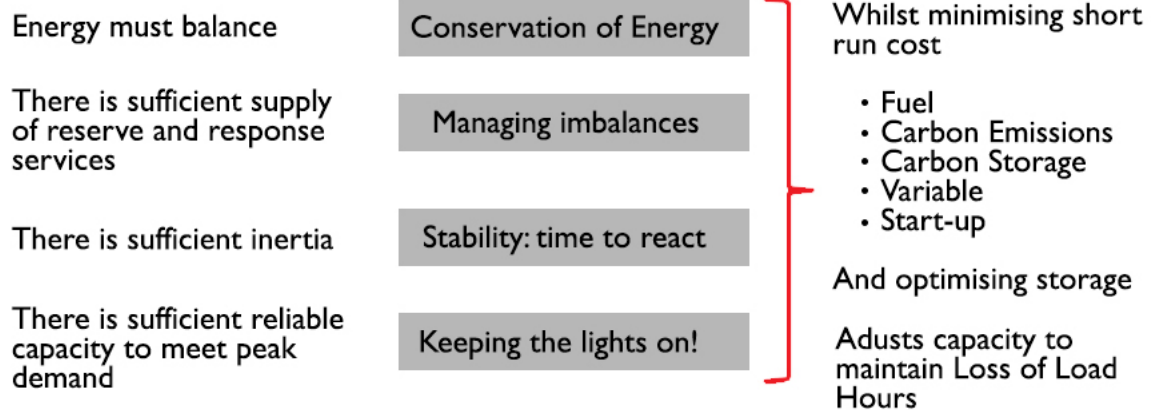 Energy must balance
Conservation of Energy
There is sufficient supply
of reserve and response
services
Managing imbalances
There is sufficient inertia
Stability: time to react
There is sufficient reliable
capacity to meet peak
demand
Keeping the lights on!
Whilst minimising short
run cost
• Fuel
• Carbon Emissions
• Carbon Storage
• Variable
• Start-up
And optimising storage
Adusts capacity to
maintain Loss of Load
Hours